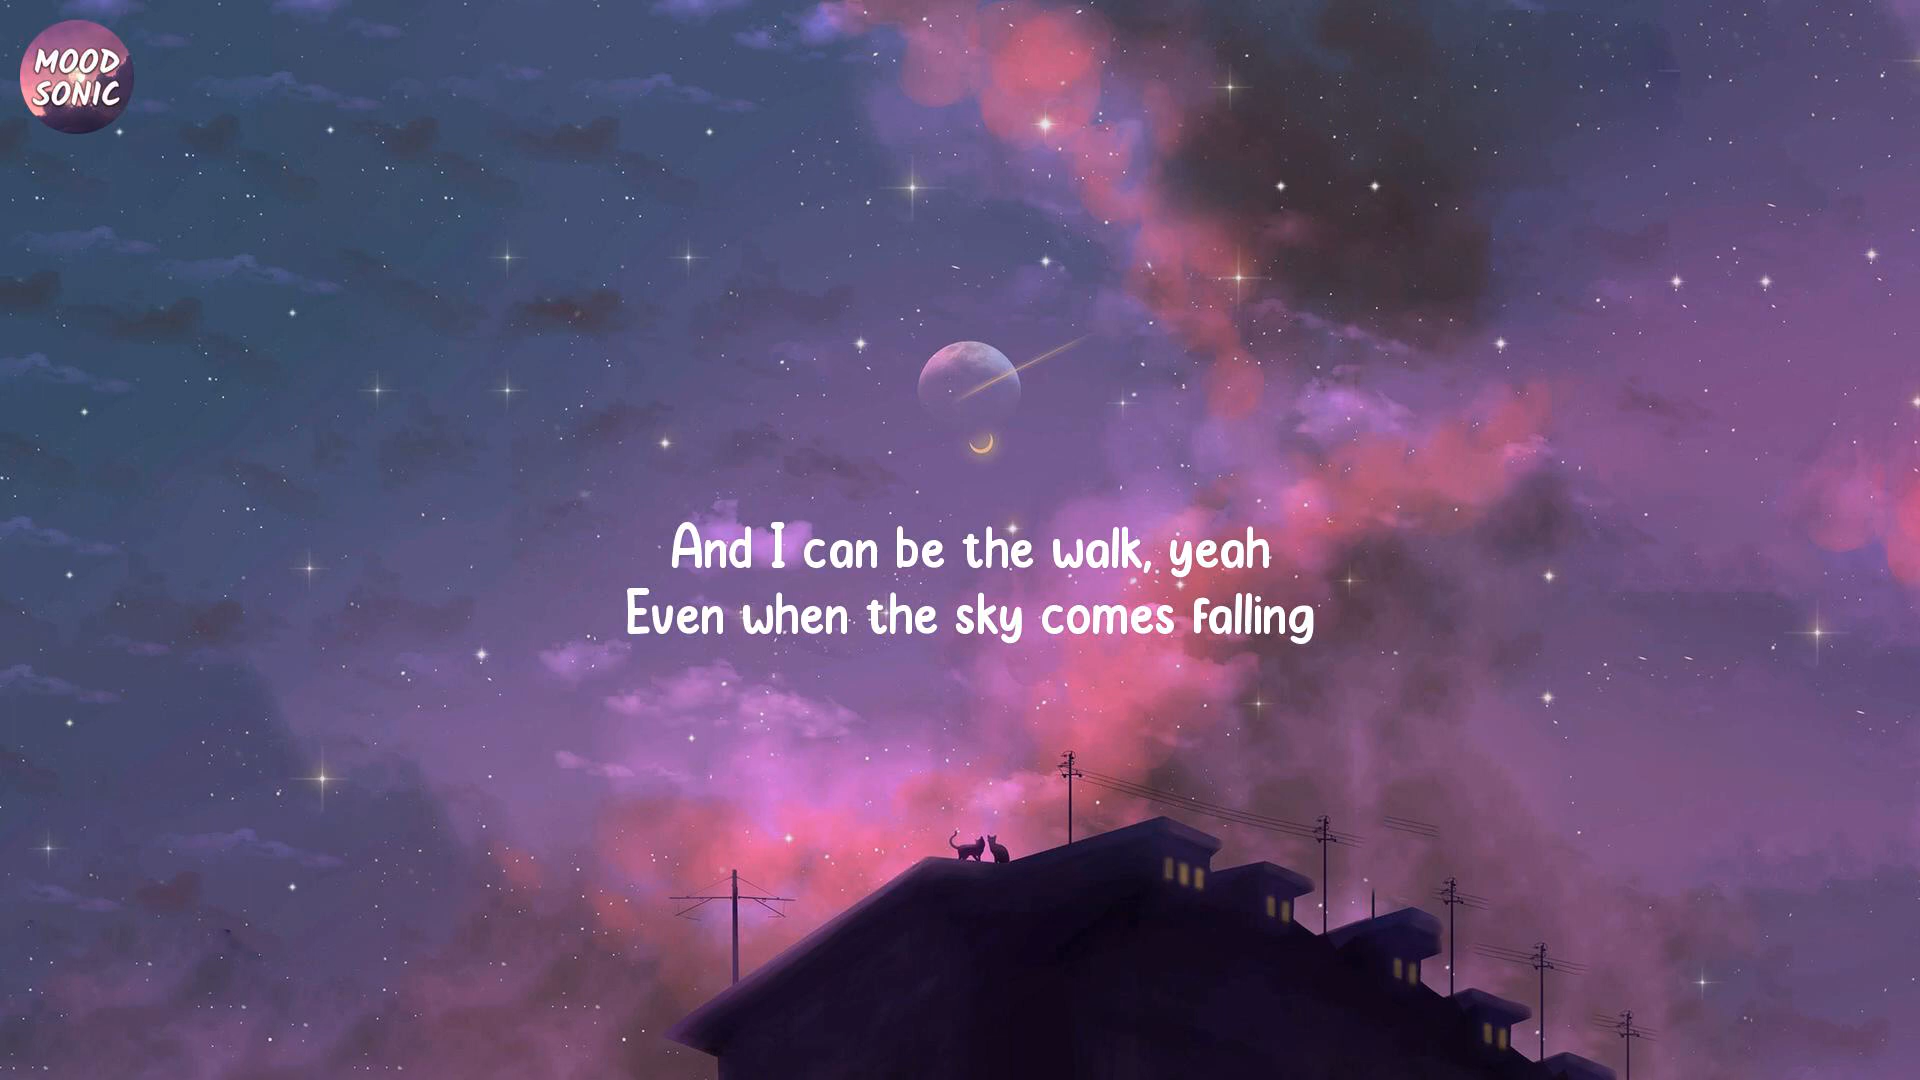 MOOD
SONIC
And I can be the walk, yeah
Even when the sky comes falling